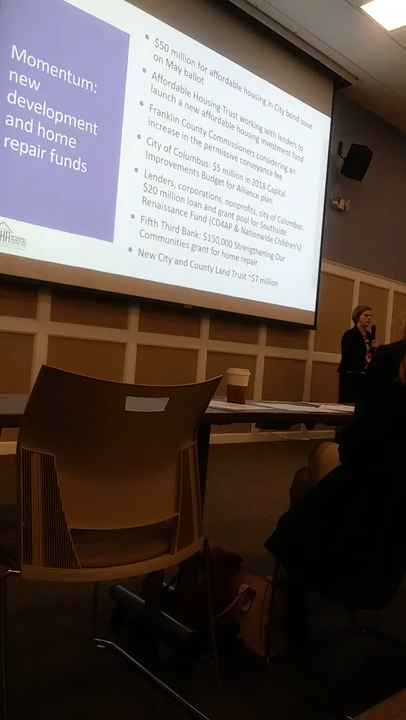 Momentum:
new
development
and home
repair funds
• $50 million for affordable housing in City bond issue
on May ballot
• Affordable Housing Trust working with lenders to
launch a new affordable housing investment fund
• Franklin County Commissioners considering an
increase in the permissive conveyance fee
• City of Columbus: $5 million in 2018 Capital
Improvements Budget for Alliance plan
• Lenders, corporations, nonprofits, city of Columbus:
$20 million loan and grant pool for Southside
Renaissance Fund (CD4AP & Nationwide Children's)
• Fifth Third Bank: $150,000 Strengthening Our
Communities grant for home repair
• New City and County Land Trust ~$7 million